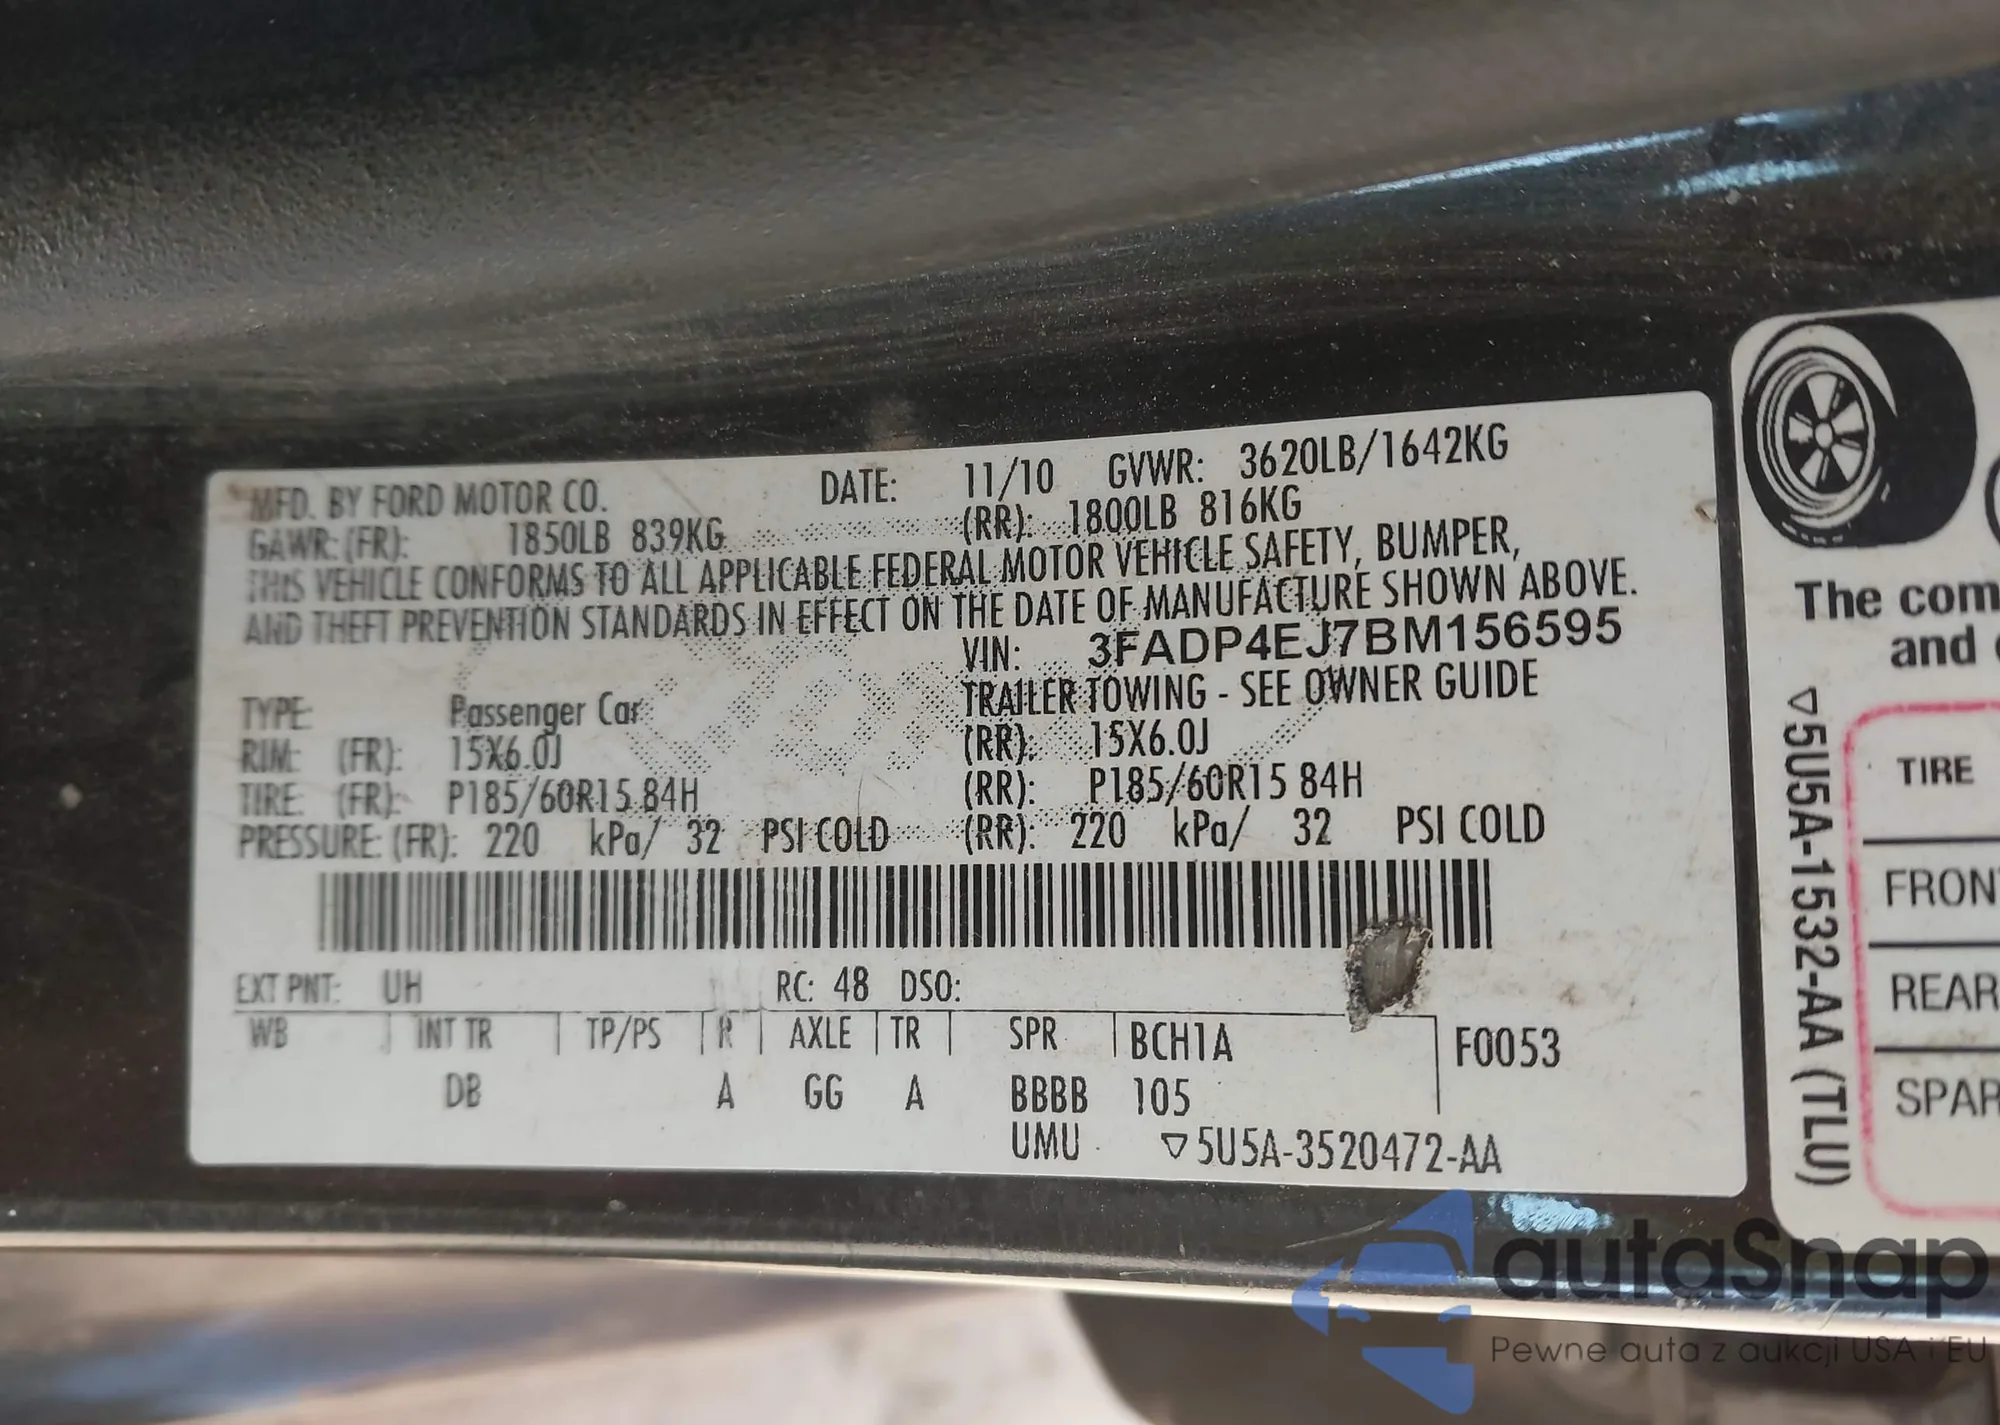 MFD. BY FORD MOTOR CO. DATE: 11/10 GVWR: 3620LB/1642KG
GAWR: (FR): 1850LB 839KG (RR): 1800LB 816KG
THIS VEHICLE CONFORMS TO ALL APPLICABLE FEDERAL MOTOR VEHICLE SAFETY, BUMPER,
AND THEFT PREVENTION STANDARDS IN EFFECT ON THE DATE OF MANUFACTURE SHOWN ABOVE.
VIN: 3FADP4EJ7BM156595
TRAILER TOWING - SEE OWNER GUIDE
TYPE: Passenger Car
RIM: (FR): 15X6.0J (RR): 15X6.0J
TIRE: (FR): P185/60R15 84H (RR): P185/60R15 84H
PRESSURE: (FR): 220 kPa/ 32 PSI COLD (RR): 220 kPa/ 32 PSI COLD
EXT PNT: UH RC: 48 DSO:
WB INT TR TP/PS R AXLE TR SPR BCH1A F0053
DB A GG A BBBB 105
UMU ▽5U5A-3520472-AA
The com
and
▽5U5A-1532-AA (TLU)
TIRE
FRONT
REAR
SPAR
autaSnap
Pewne auta z aukcji USA i EU